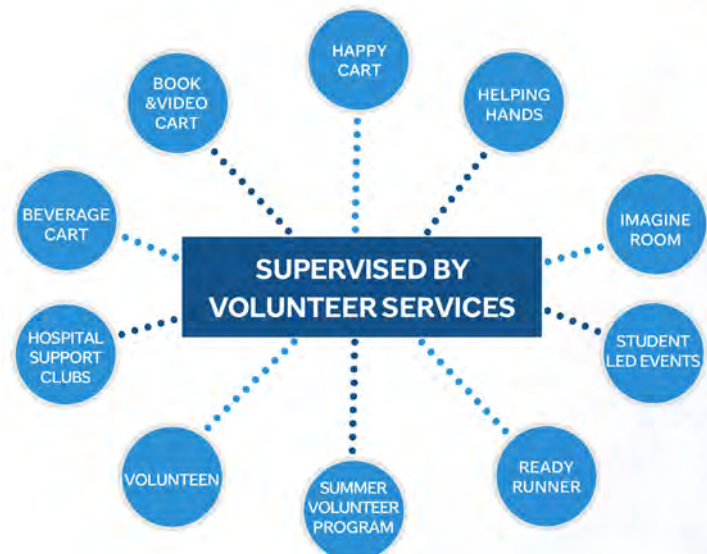 HAPPY
CART
BOOK
&VIDEO
CART
HELPING
HANDS
BEVERAGE
CART
IMAGINE
ROOM
SUPERVISED BY
VOLUNTEER SERVICES
HOSPITAL
SUPPORT
CLUBS
STUDENT
LED EVENTS
VOLUNTEEN
SUMMER
VOLUNTEER
PROGRAM
READY
RUNNER